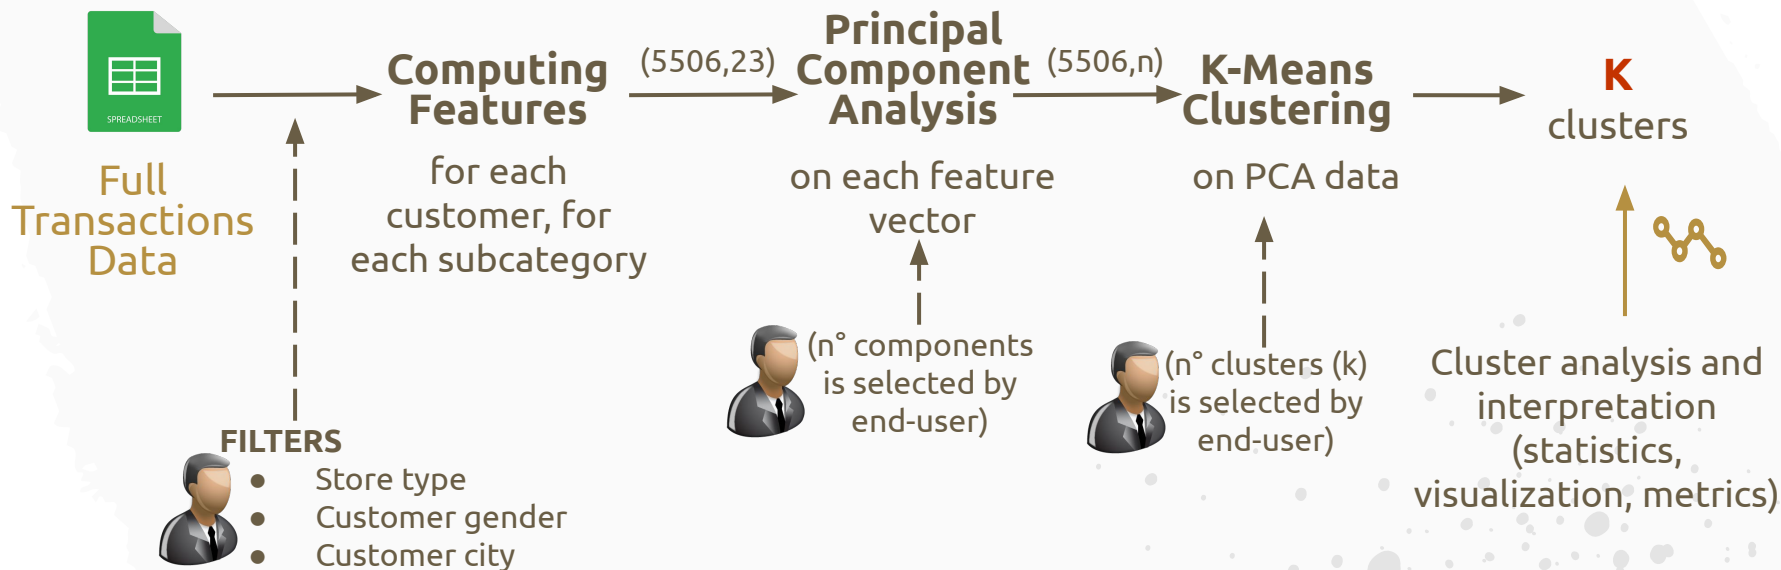 SPREADSHEET
Full
Transactions
Data
Computing
Features
for each
customer, for
each subcategory
(5506,23)
Principal
Component
Analysis
on each feature
vector
(5506,n)
K-Means
Clustering
on PCA data
K
clusters
(n° components
is selected by
end-user)
(n° clusters (k)
is selected by
end-user)
Cluster analysis and
interpretation
(statistics,
visualization, metrics)
FILTERS
● Store type
● Customer gender
● Customer city